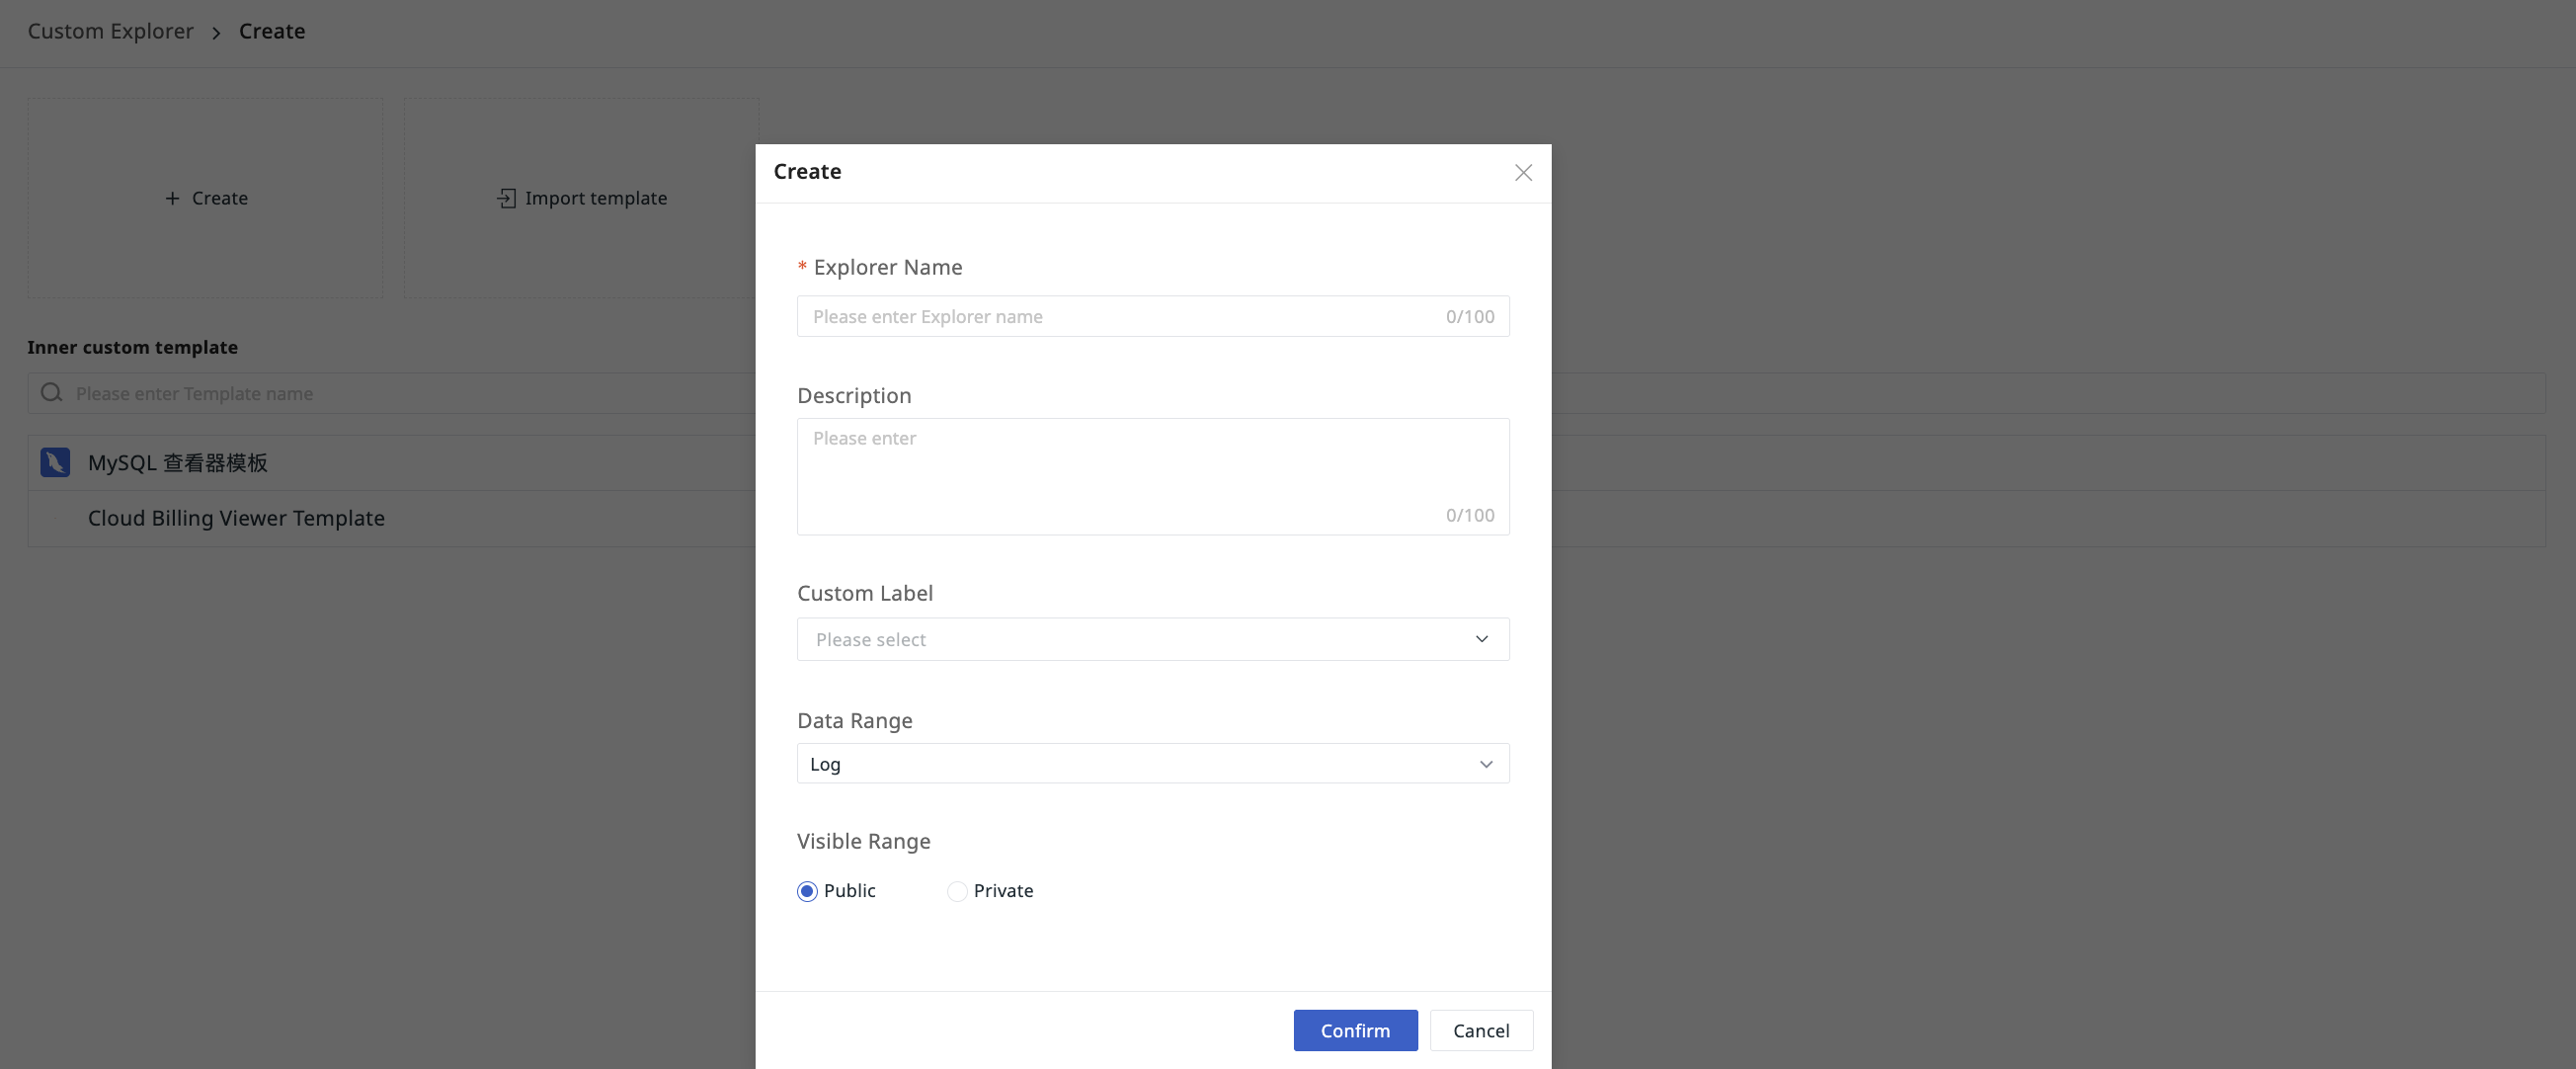 Custom Explorer > Create
+ Create
Import template
Inner custom template
Please enter Template name
MySQL 查看器模板
Cloud Billing Viewer Template
Create
* Explorer Name
Please enter Explorer name 0/100
Description
Please enter
0/100
Custom Label
Please select
Data Range
Log
Visible Range
Public Private
Confirm Cancel